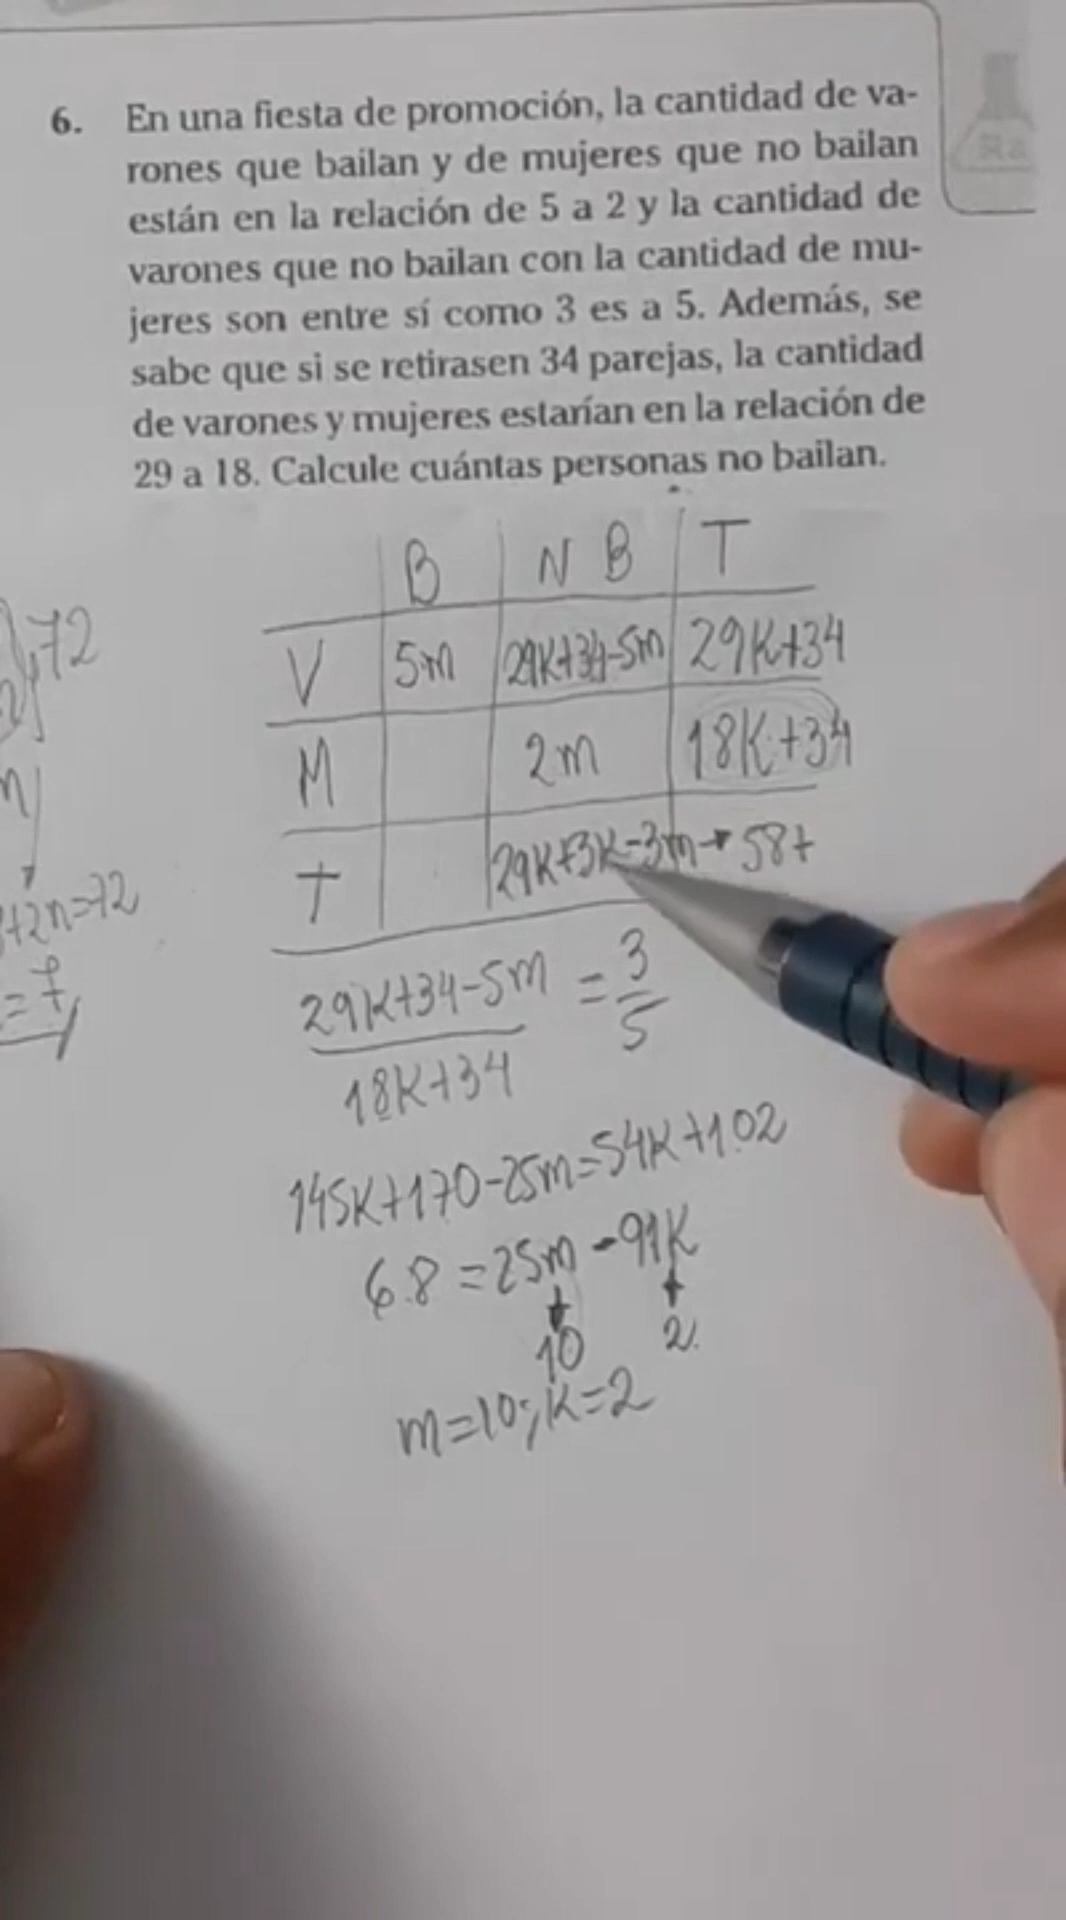 6. En una fiesta de promoción, la cantidad de va-
rones que bailan y de mujeres que no bailan
están en la relación de 5 a 2 y la cantidad de
varones que no bailan con la cantidad de mu-
jeres son entre sí como 3 es a 5. Además, se
sabe que si se retirasen 34 parejas, la cantidad
de varones y mujeres estarían en la relación de
29 a 18. Calcule cuántas personas no bailan.
Ra
B NB T
V 5m 29K+34-5m 29K+34
M 2m 18K+34
T 29K+3K-3m → 58+
72
+2n=72
=7
29K+34-5m = 3
18K+34 5
145K+170-25m=54K+102
68=25m-91K
10 2
m=10; K=2